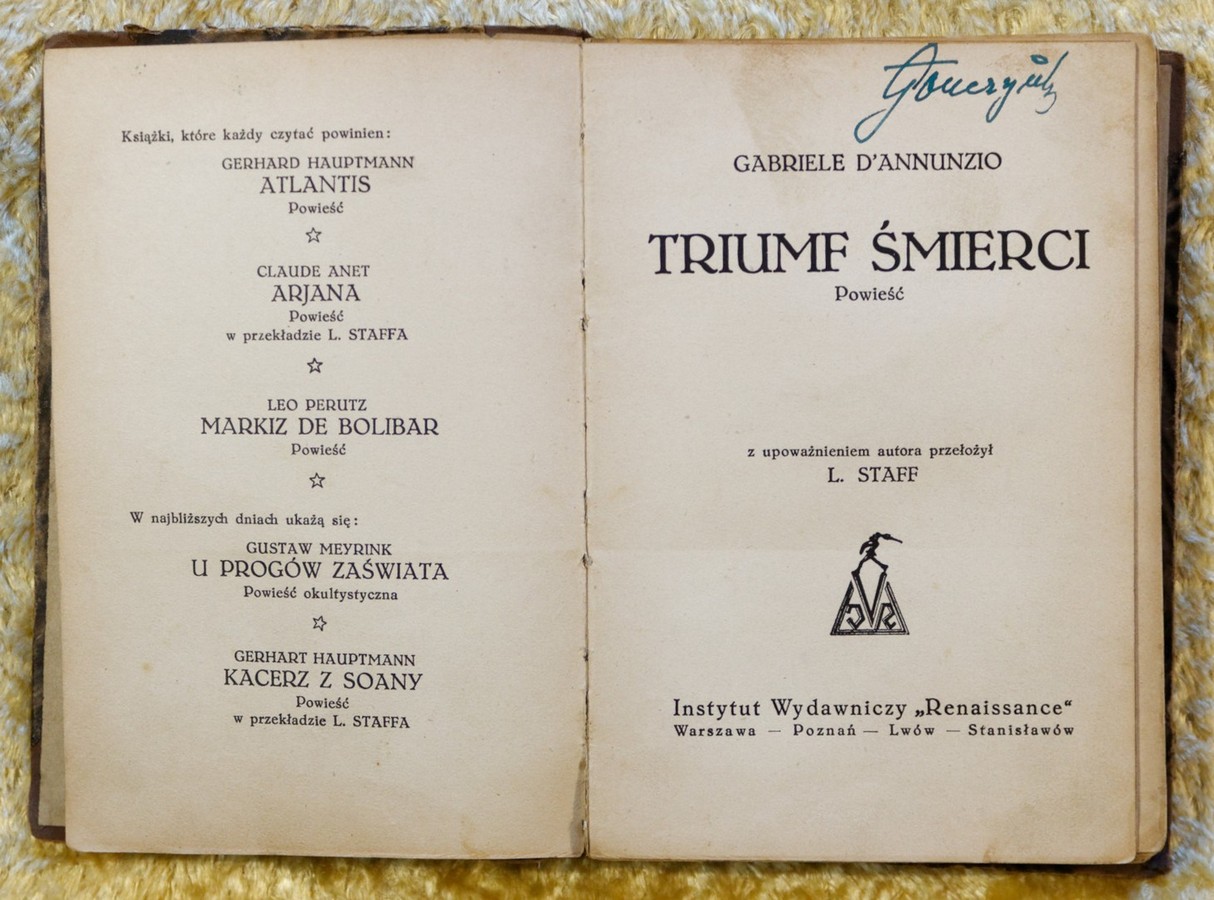 Książki, które każdy czytać powinien:
GERHARD HAUPTMANN
ATLANTIS
Powieść
CLAUDE ANET
ARJANA
Powieść
w przekładzie L. STAFFA
LEO PERUTZ
MARKIZ DE BOLIBAR
Powieść
W najbliższych dniach ukażą się:
GUSTAW MEYRINK
U PROGÓW ZAŚWIATA
Powieść okultystyczna
GERHART HAUPTMANN
KACERZ Z SOANY
Powieść
w przekładzie L. STAFFA
GABRIELE D'ANNUNZIO
TRIUMF ŚMIERCI
Powieść
z upoważnieniem autora przełożył
L. STAFF
Instytut Wydawniczy „Renaissance“
Warszawa — Poznań — Lwów — Stanisławów